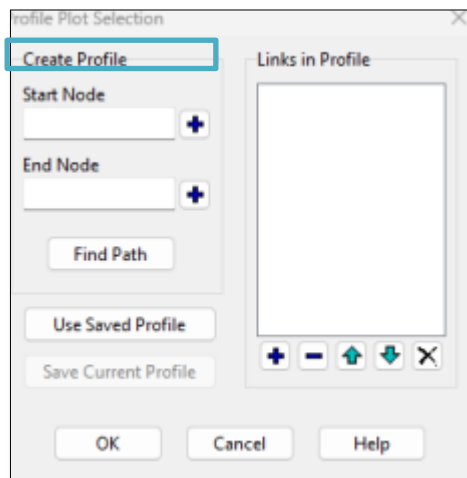 Profile Plot Selection
Create Profile
Links in Profile
Start Node
End Node
Find Path
Use Saved Profile
Save Current Profile
OK
Cancel
Help